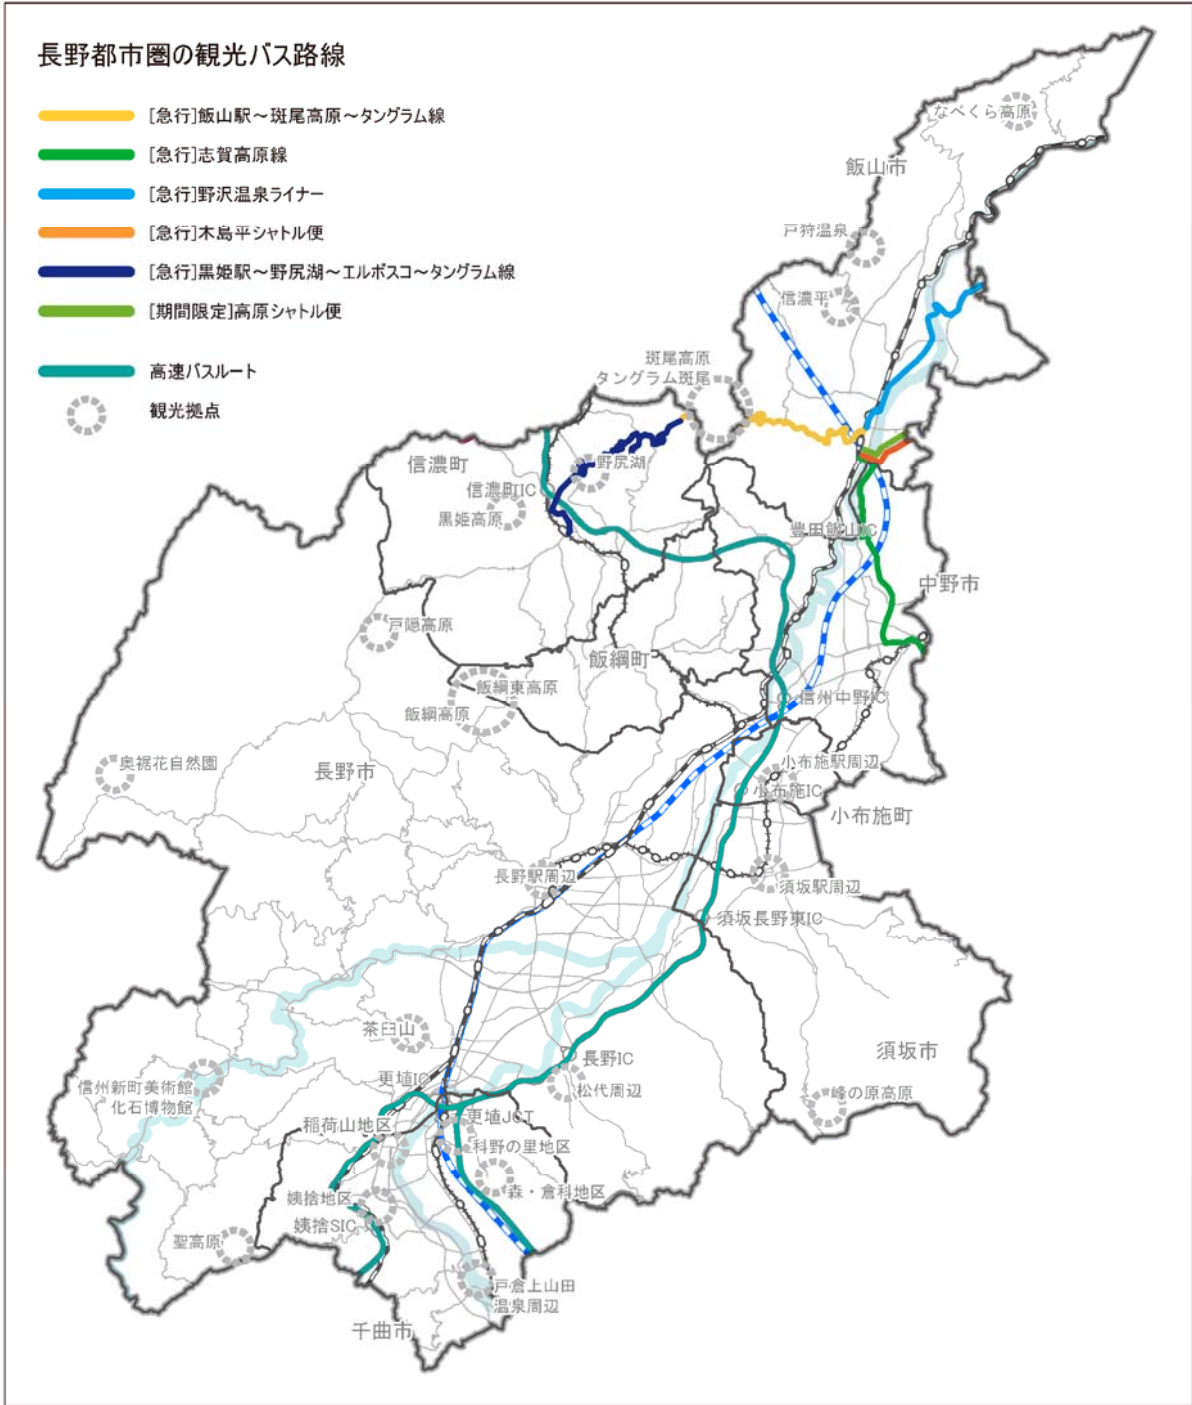 長野都市圏の観光バス路線
[急行]飯山駅～斑尾高原～タングラム線
[急行]志賀高原線
[急行]野沢温泉ライナー
[急行]木島平シャトル便
[急行]黒姫駅～野尻湖～エルボスコ～タングラム線
[期間限定]高原シャトル便
高速バスルート
観光拠点
なべくら高原
飯山市
戸狩温泉
信濃平
斑尾高原
タングラム斑尾
信濃町
野尻湖
信濃町IC
黒姫高原
豊田飯山IC
中野市
戸隠高原
飯綱町
飯綱東高原
飯綱高原
信州中野IC
奥裾花自然園
長野市
小布施駅周辺
小布施IC
小布施町
長野駅周辺
須坂駅周辺
須坂長野東IC
茶臼山
須坂市
長野IC
更埴IC
信州新町美術館
化石博物館
松代周辺
峰の原高原
稲荷山地区
更埴JCT
科野の里地区
森・倉科地区
姨捨地区
姨捨SIC
聖高原
戸倉上山田
温泉周辺
千曲市